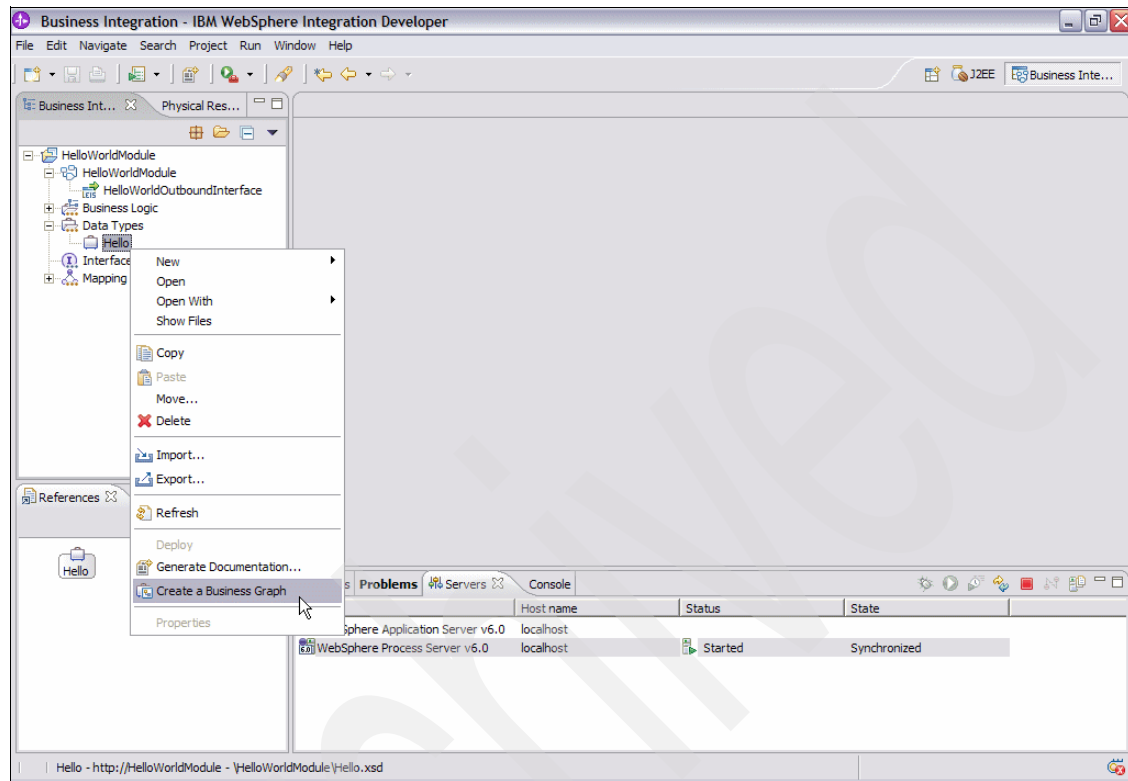 Business Integration - IBM WebSphere Integration Developer
File Edit Navigate Search Project Run Window Help
J2EE
Business Inte...
Business Int...
Physical Res...
HelloWorldModule
HelloWorldModule
HelloWorldOutboundInterface
Business Logic
Data Types
Hello
Interface
Mapping
New
Open
Open With
Show Files
Copy
Paste
Move...
Delete
Import...
Export...
Refresh
Deploy
Generate Documentation...
Create a Business Graph
Properties
References
Hello
s Problems Servers Console
Host name Status State
Sphere Application Server v6.0 localhost
WebSphere Process Server v6.0 localhost Started Synchronized
Hello - http://HelloWorldModule - \HelloWorldModule\Hello.xsd